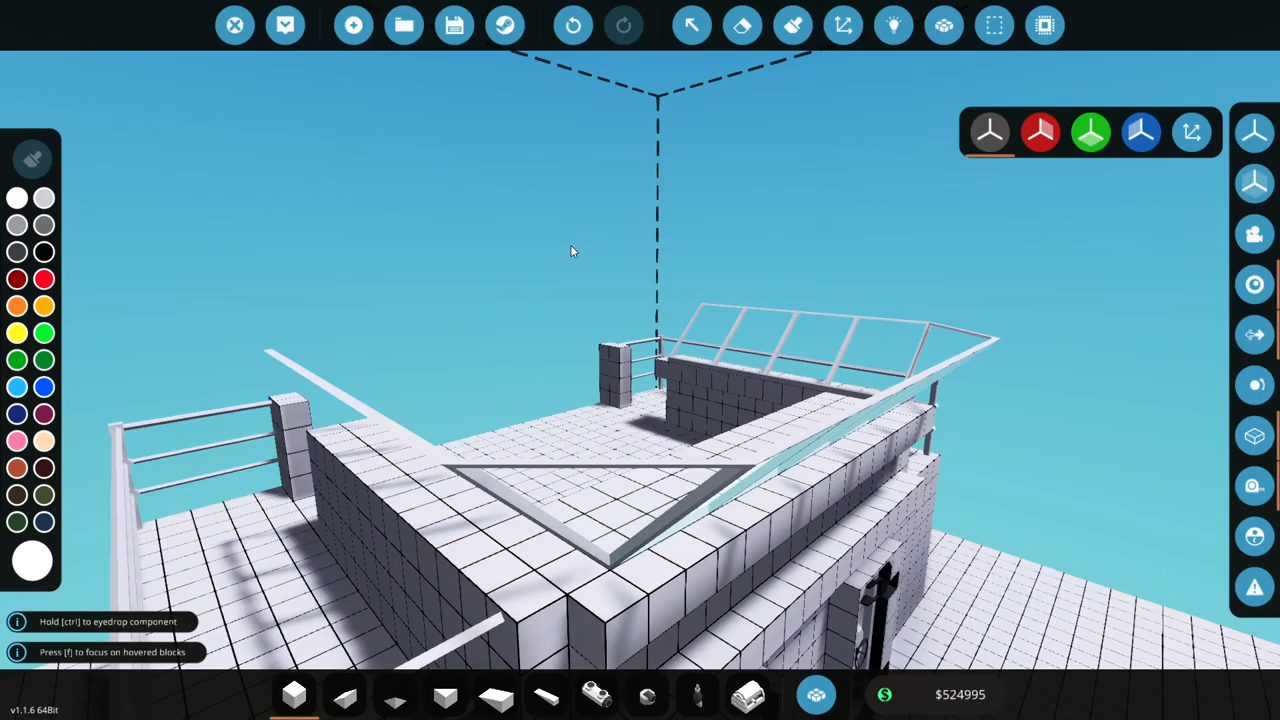 Hold [ctrl] to eyedrop component
Press [f] to focus on hovered blocks
v1.1.6 64Bit
$524995